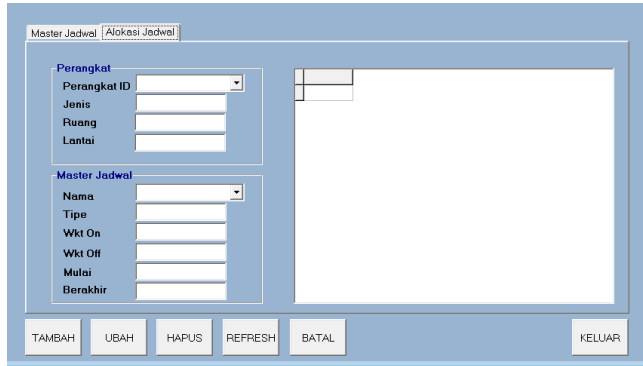 Master Jadwal Alokasi Jadwal
Perangkat
Perangkat ID
Jenis
Ruang
Lantai
Master Jadwal
Nama
Tipe
Wkt On
Wkt Off
Mulai
Berakhir
TAMBAH UBAH HAPUS REFRESH BATAL KELUAR